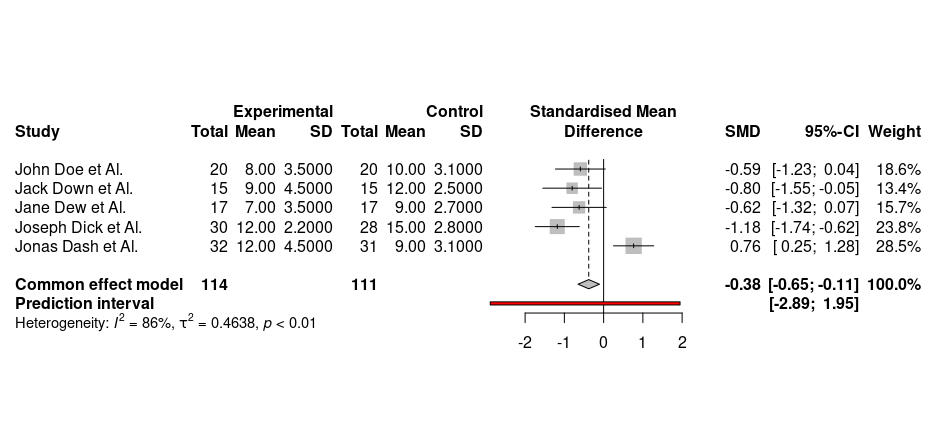 Experimental Control Standardised Mean
Study Total Mean SD Total Mean SD Difference SMD 95%-CI Weight
John Doe et Al. 20 8.00 3.5000 20 10.00 3.1000 -0.59 [-1.23; 0.04] 18.6%
Jack Down et Al. 15 9.00 4.5000 15 12.00 2.5000 -0.80 [-1.55; -0.05] 13.4%
Jane Dew et Al. 17 7.00 3.5000 17 9.00 2.7000 -0.62 [-1.32; 0.07] 15.7%
Joseph Dick et Al. 30 12.00 2.2000 28 15.00 2.8000 -1.18 [-1.74; -0.62] 23.8%
Jonas Dash et Al. 32 12.00 4.5000 31 9.00 3.1000 0.76 [ 0.25; 1.28] 28.5%
Common effect model 114 111 -0.38 [-0.65; -0.11] 100.0%
Prediction interval [-2.89; 1.95]
Heterogeneity: I² = 86%, τ² = 0.4638, p < 0.01
-2 -1 0 1 2